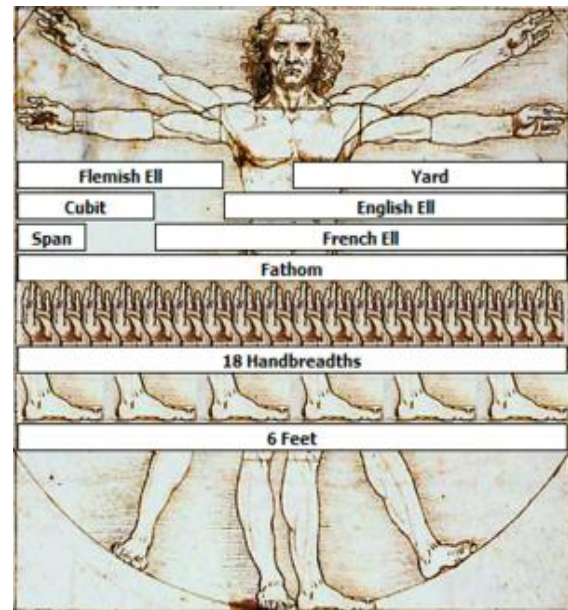 Flemish Ell Yard
Cubit English Ell
Span French Ell
Fathom
18 Handbreadths
6 Feet